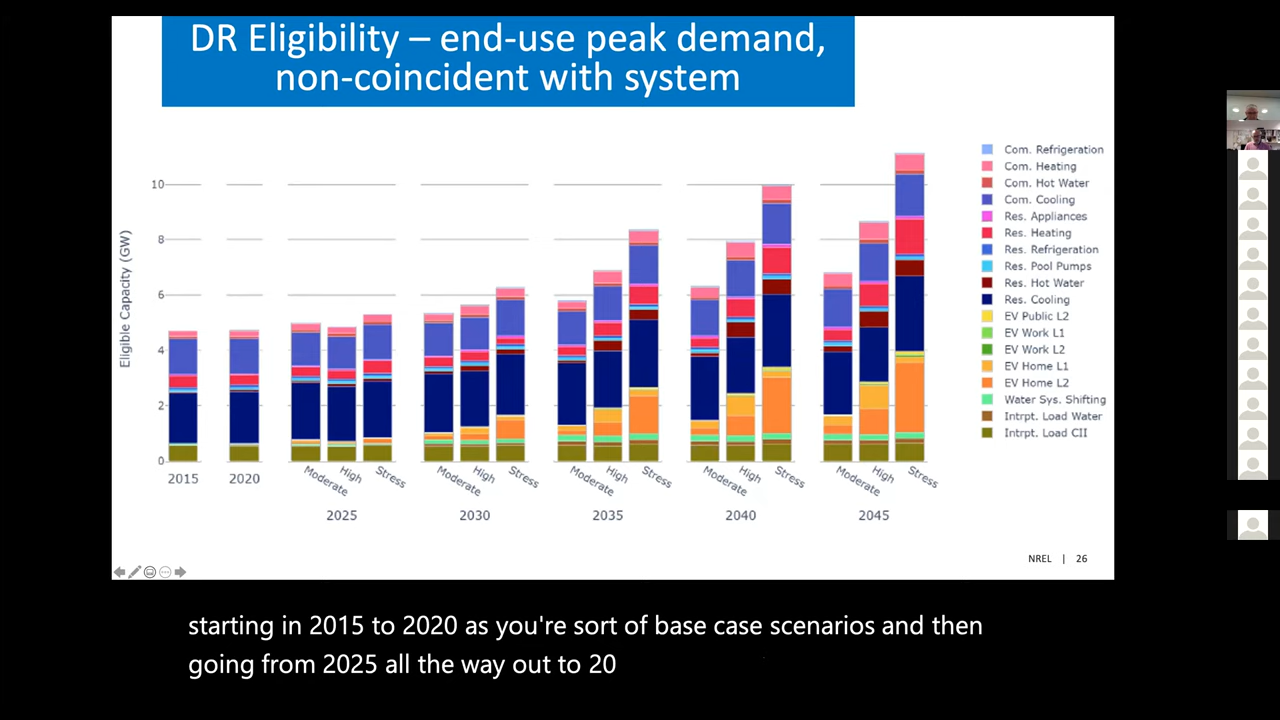 DR Eligibility – end-use peak demand,
non-coincident with system
Eligible Capacity (GW)
10
8
6
4
2
0
2015
2020
Moderate
High
Stress
2025
Moderate
High
Stress
2030
Moderate
High
Stress
2035
Moderate
High
Stress
2040
Moderate
High
Stress
2045
Com. Refrigeration
Com. Heating
Com. Hot Water
Com. Cooling
Res. Appliances
Res. Heating
Res. Refrigeration
Res. Pool Pumps
Res. Hot Water
Res. Cooling
EV Public L2
EV Work L1
EV Work L2
EV Home L1
EV Home L2
Water Sys. Shifting
Intrpt. Load Water
Intrpt. Load CII
NREL | 26
starting in 2015 to 2020 as you're sort of base case scenarios and then
going from 2025 all the way out to 20